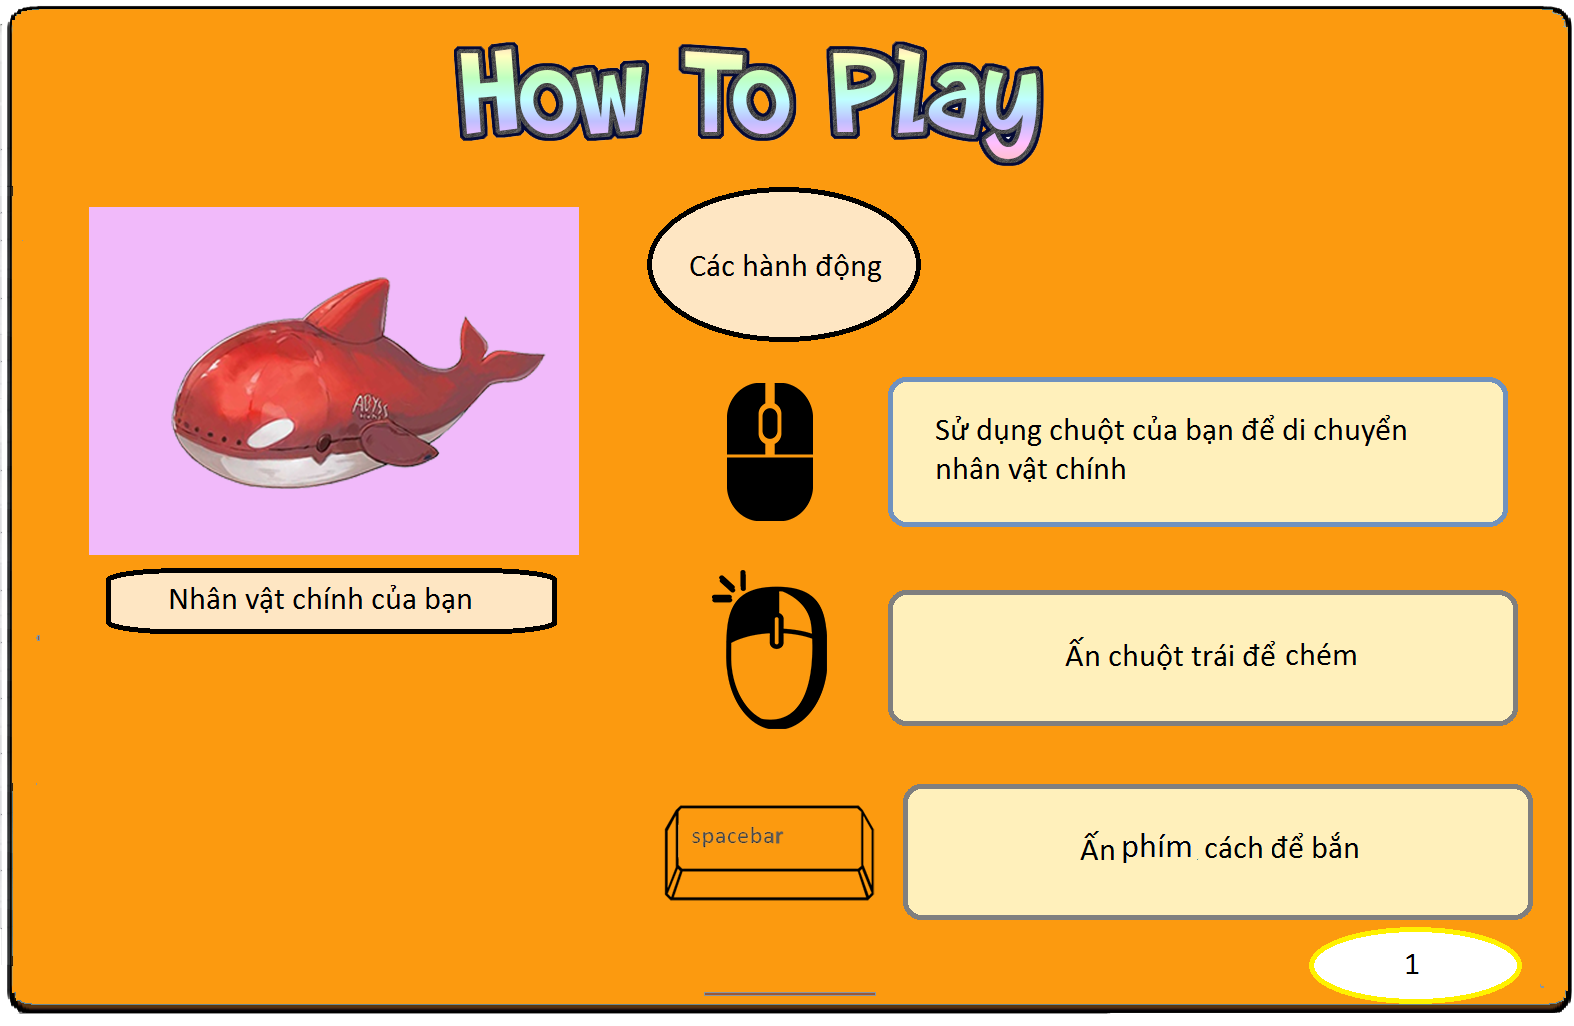 How To Play
Các hành động
ABYSS
Nhân vật chính của bạn
Sử dụng chuột của bạn để di chuyển
nhân vật chính
Ấn chuột trái để chém
spacebar
Ấn phím cách để bắn
1